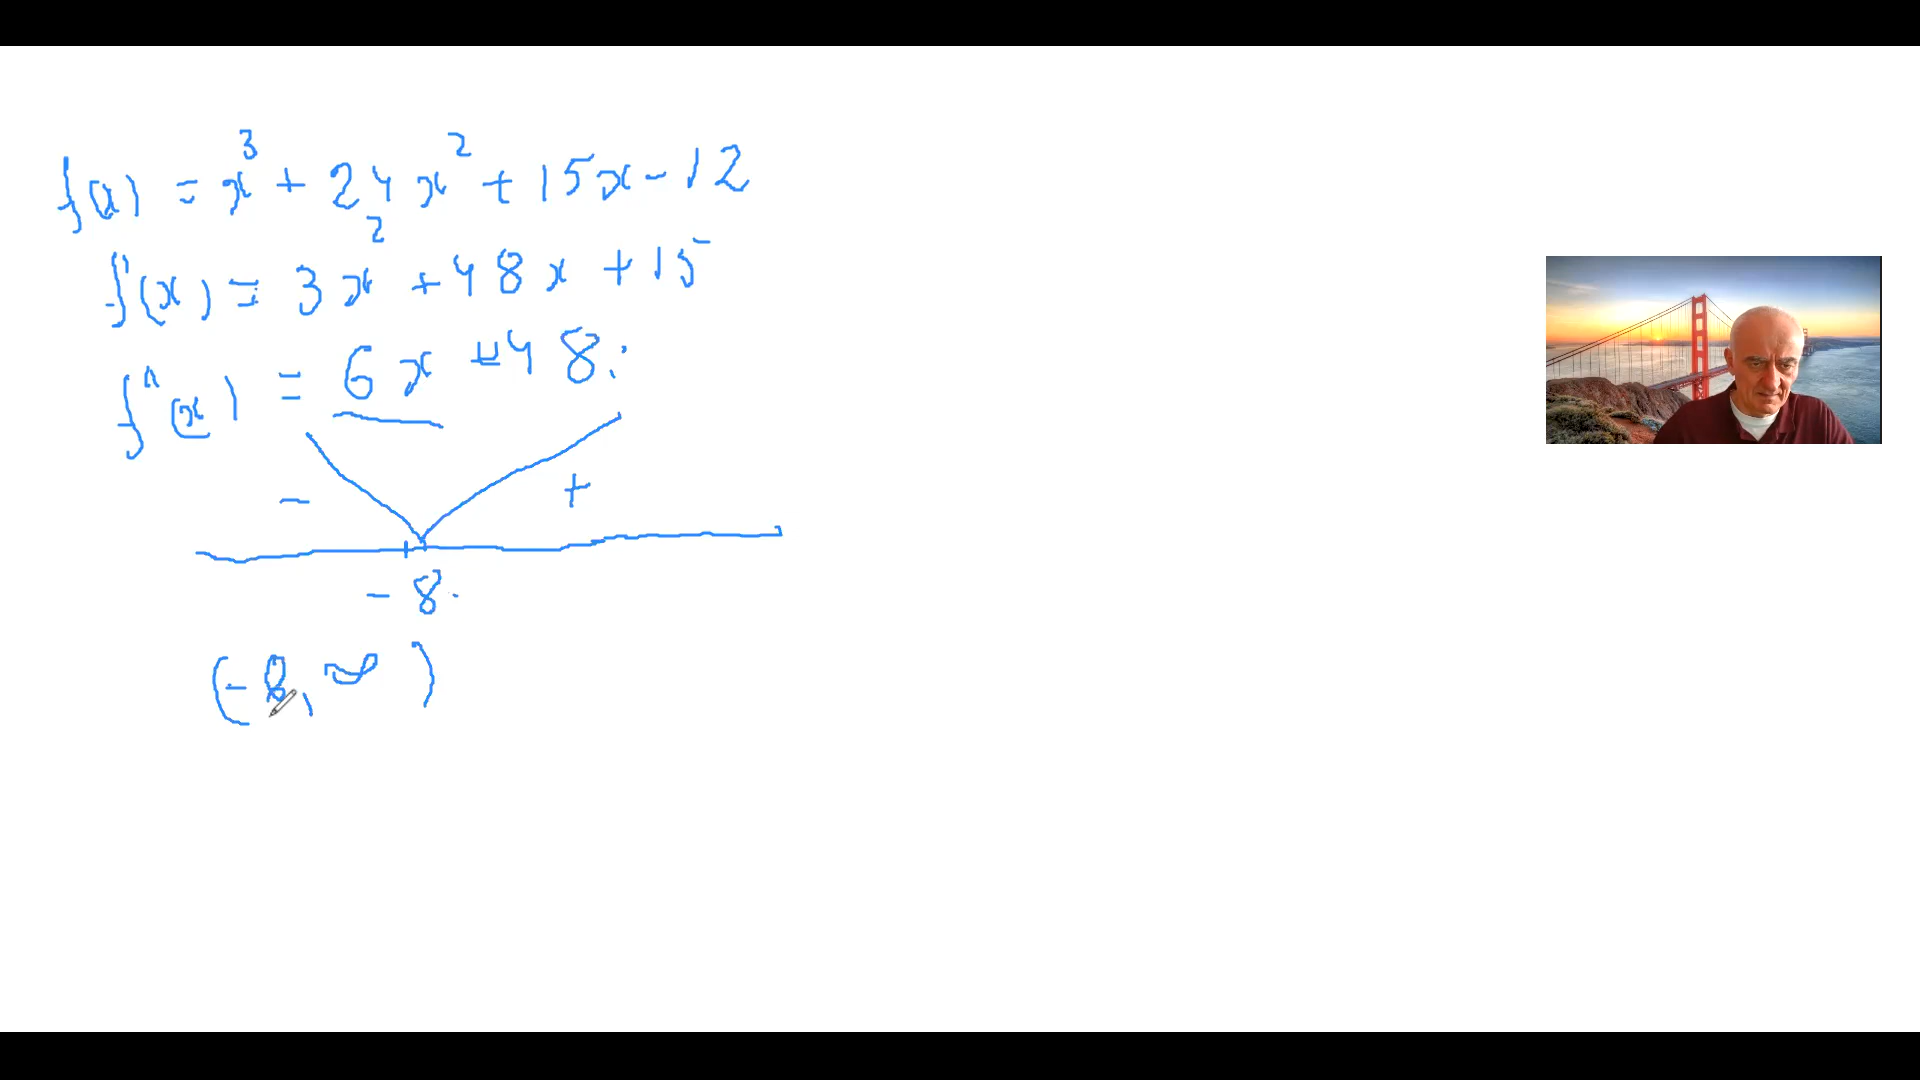 f(x) = x³ + 24x² + 15x - 12
f'(x) = 3x² + 48x + 15
f"(x) = 6x + 48
- +
- 8
(-8, ∞)